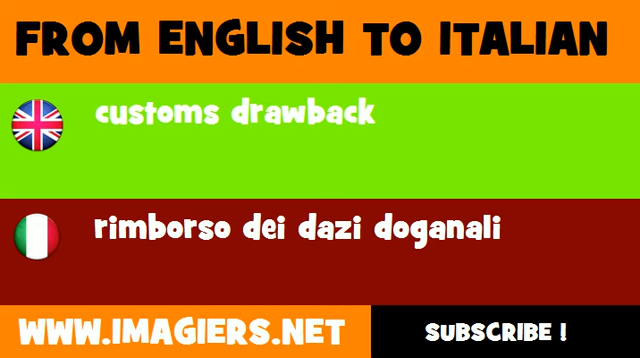 FROM ENGLISH TO ITALIAN
customs drawback
rimborso dei dazi doganali
WWW.IMAGIERS.NET
SUBSCRIBE !